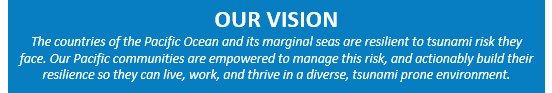 OUR VISION
The countries of the Pacific Ocean and its marginal seas are resilient to tsunami risk they
face. Our Pacific communities are empowered to manage this risk, and actionably build their
resilience so they can live, work, and thrive in a diverse, tsunami prone environment.